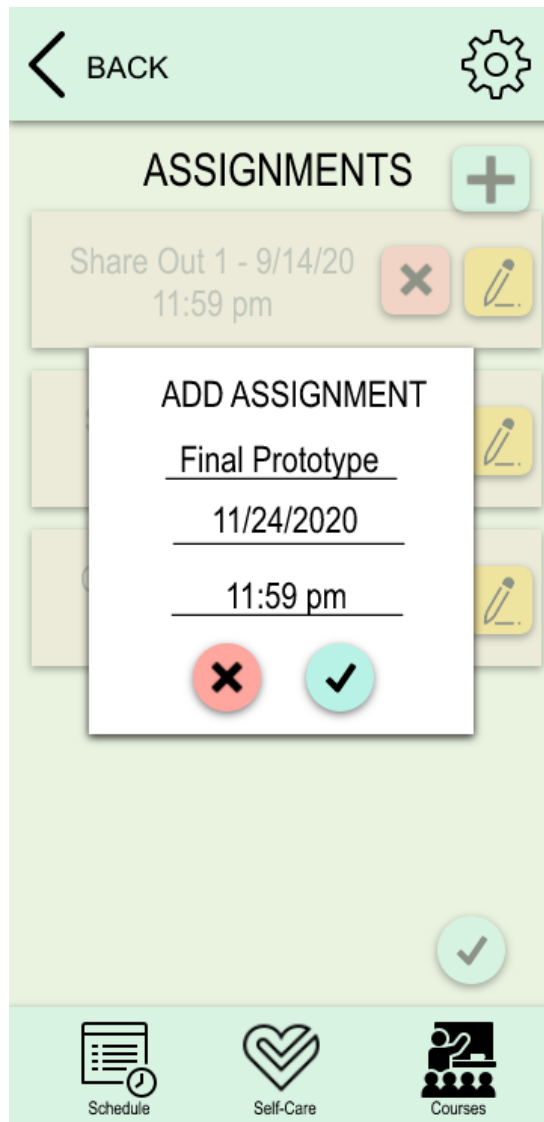 BACK
ASSIGNMENTS
Share Out 1 - 9/14/20
11:59 pm
ADD ASSIGNMENT
Final Prototype
11/24/2020
11:59 pm
Schedule
Self-Care
Courses